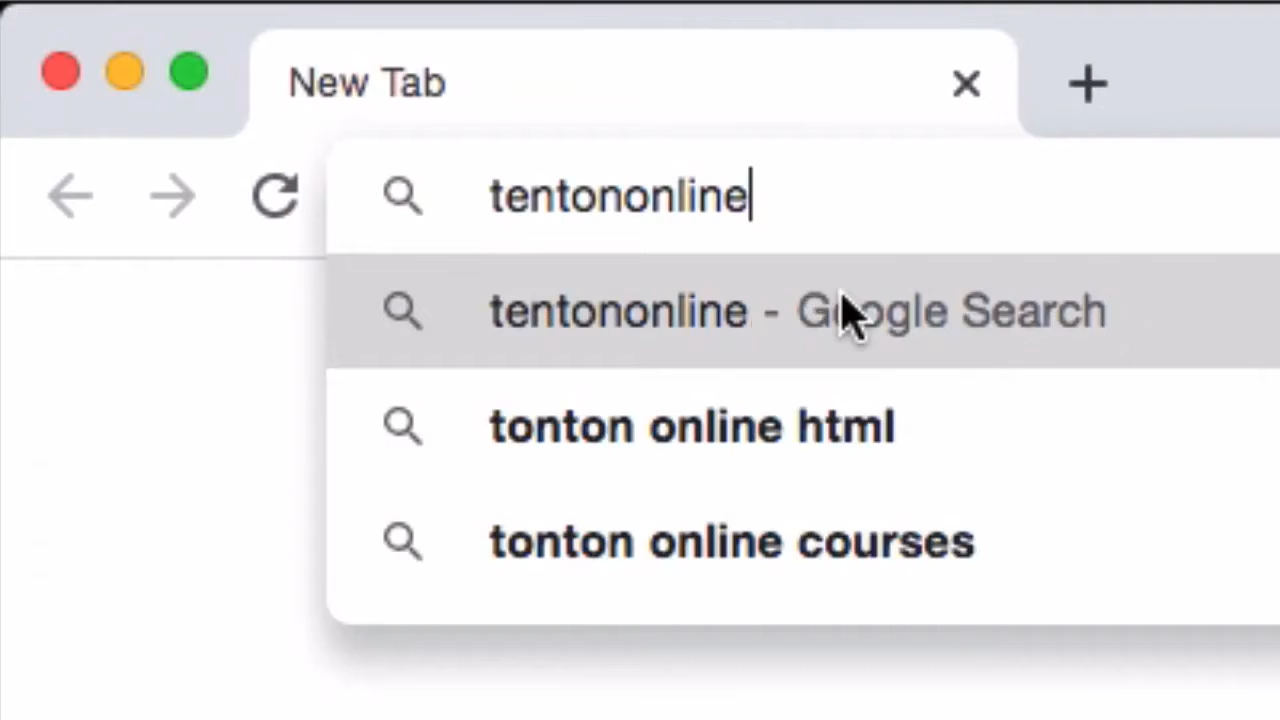 New Tab
tentononline
tentononline - Google Search
tonton online html
tonton online courses